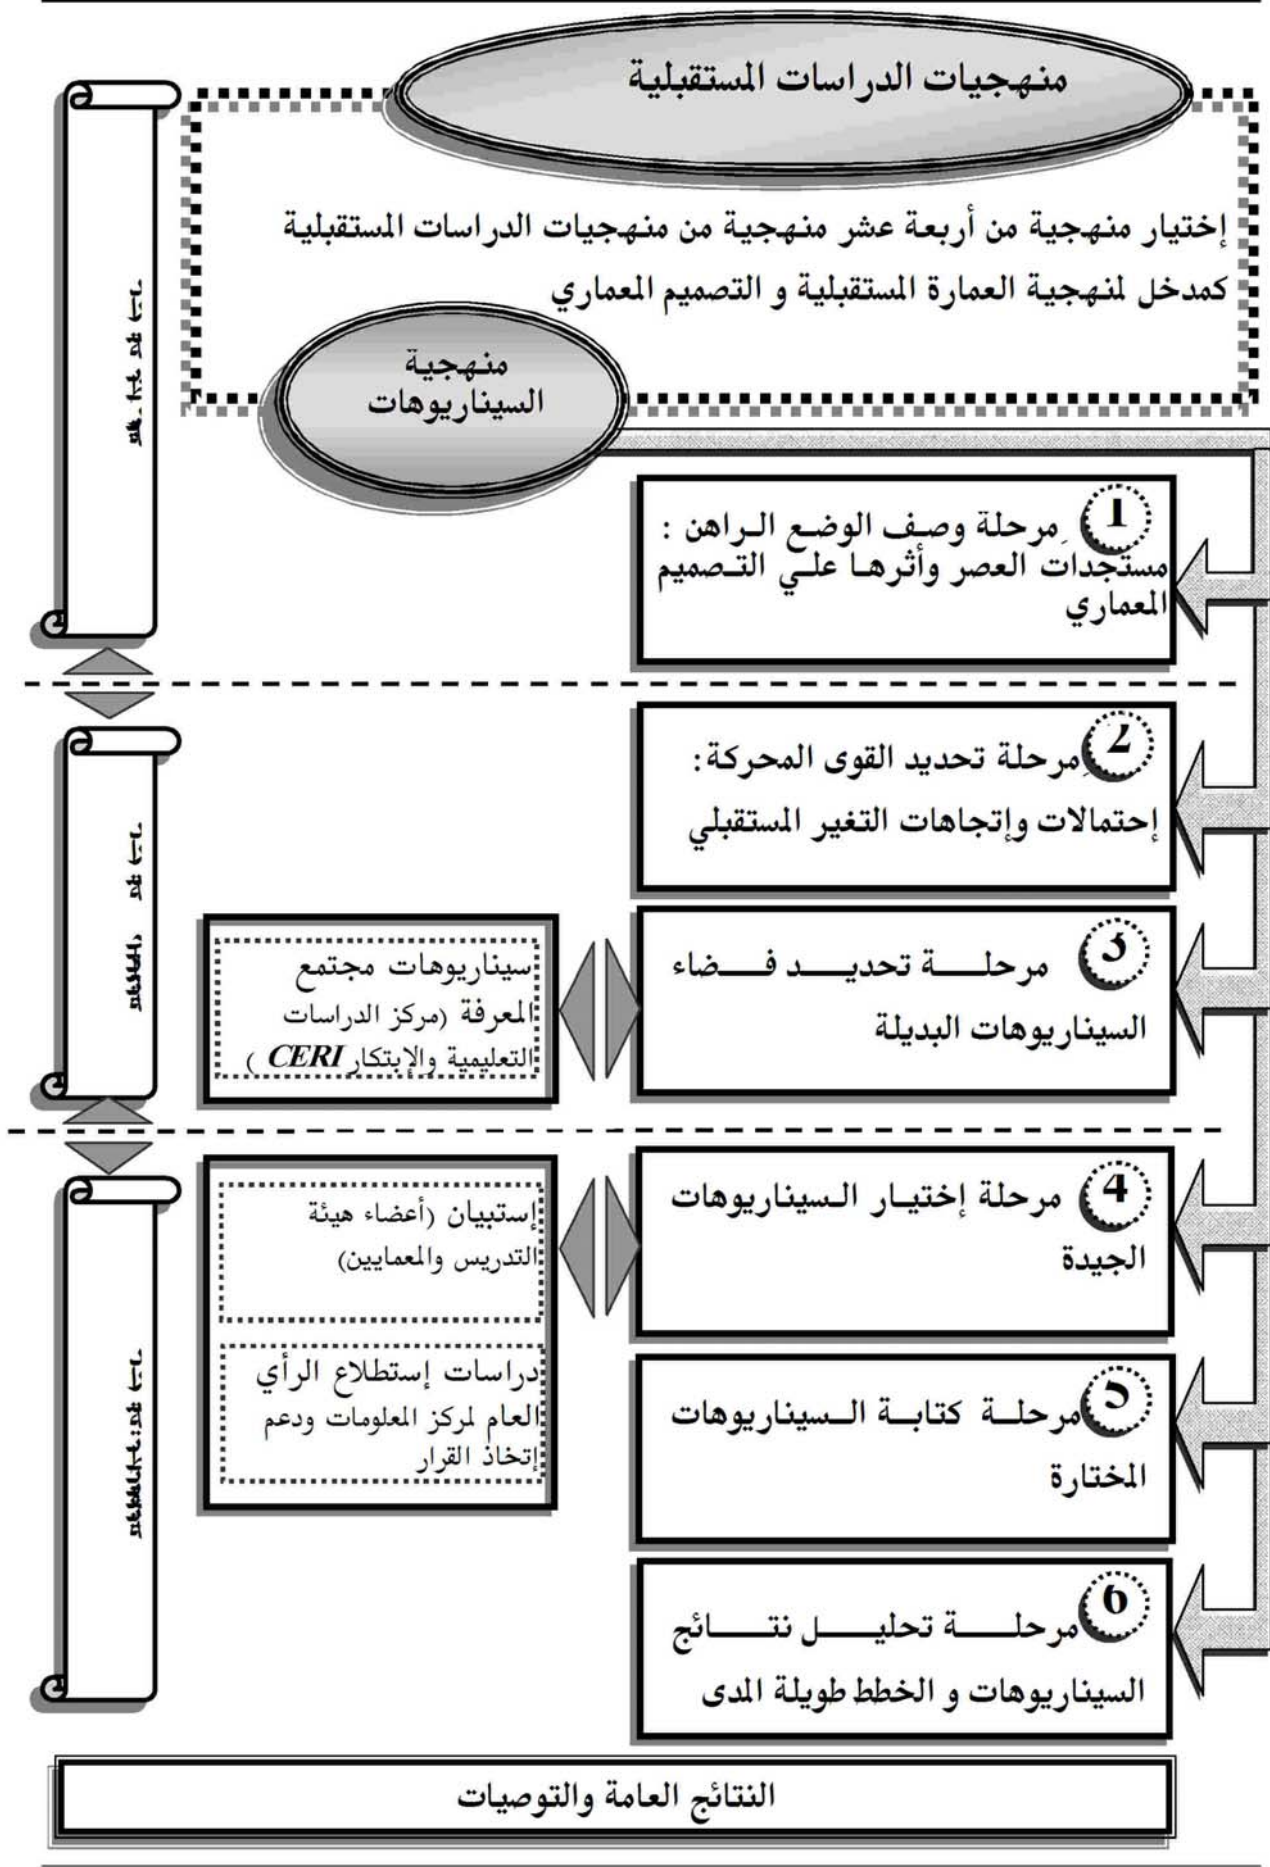 منهجيات الدراسات المستقبلية
إختيار منهجية من أربعة عشر منهجية من منهجيات الدراسات المستقبلية
كمدخل لمنهجية العمارة المستقبلية و التصميم المعماري
منهجية
السيناريوهات
1 مرحلة وصف الوضع الراهن :
مستجدات العصر وأثرها علي التصميم
المعماري
2 مرحلة تحديد القوى المحركة :
إحتمالات وإتجاهات التغير المستقبلي
3 مرحلة تحديد فضاء
السيناريوهات البديلة
سيناريوهات مجتمع
المعرفة (مركز الدراسات
التعليمية والإبتكار CERI )
4 مرحلة إختيار السيناريوهات
الجيدة
إستبيان (أعضاء هيئة
التدريس والمعمايين)
دراسات إستطلاع الرأي
العام لمركز المعلومات ودعم
إتخاذ القرار
5 مرحلة كتابة السيناريوهات
المختارة
6 مرحلة تحليل نتائج
السيناريوهات و الخطط طويلة المدى
النتائج العامة والتوصيات